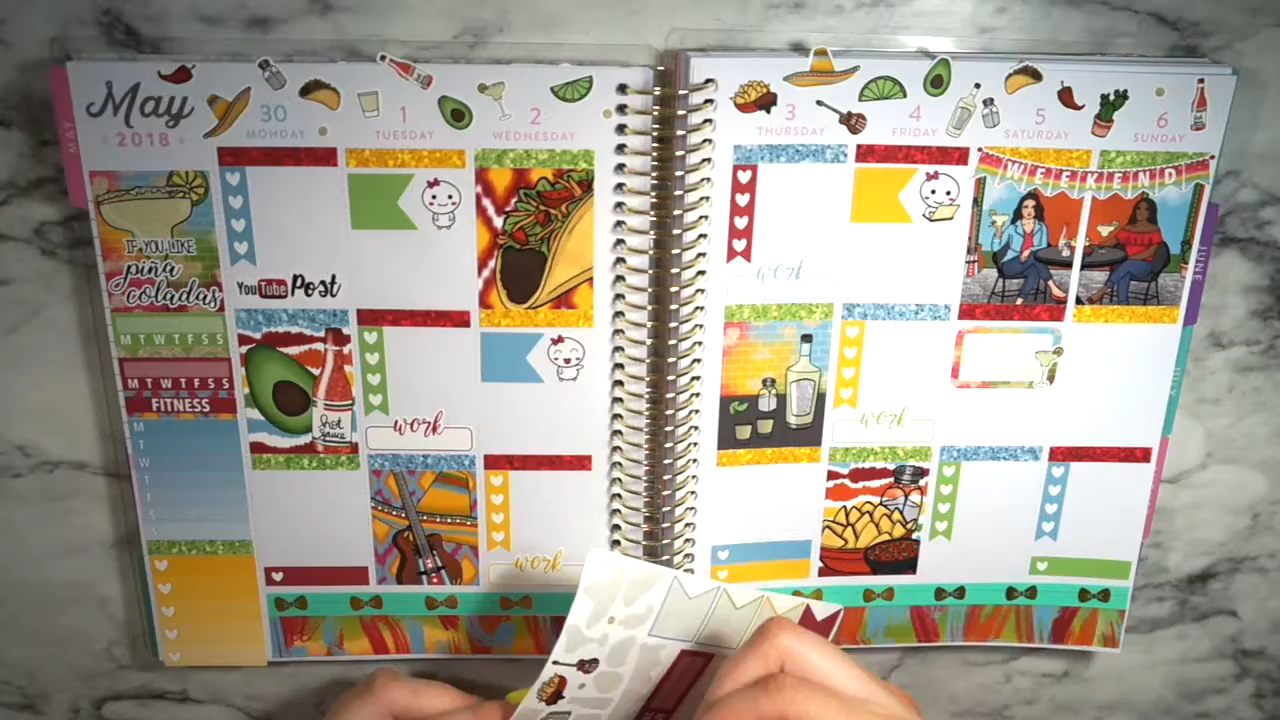 May
2018
30
MONDAY
1
TUESDAY
2
WEDNESDAY
3
THURSDAY
4
FRIDAY
5
SATURDAY
6
SUNDAY
MAY
JUNE
JULY
WEEKEND
IF YOU LIKE
piña
coladas
YouTube Post
M T W T F S S
M T W T F S S
FITNESS
M
T
W
T
F
S
hot
sauce
work
work
work
work